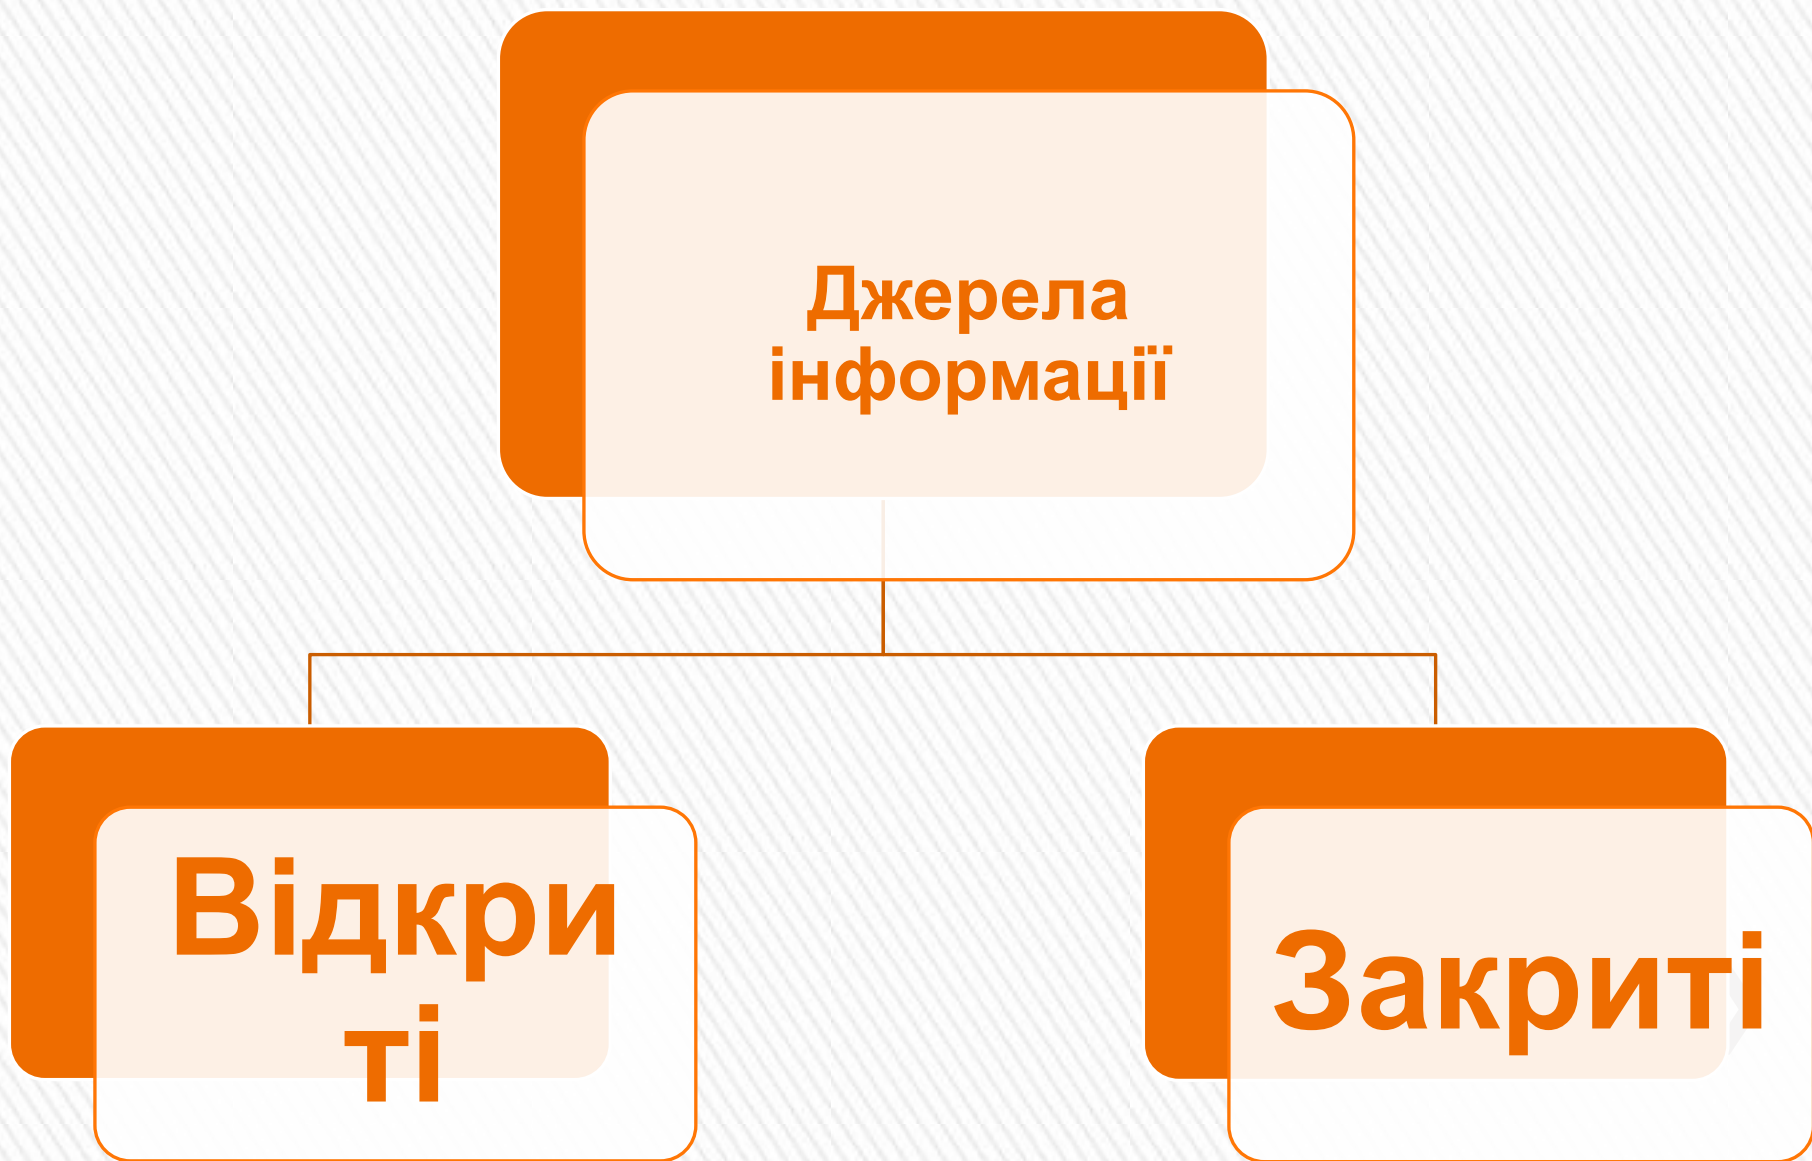 Джерела
інформації
Відкри
ті
Закриті